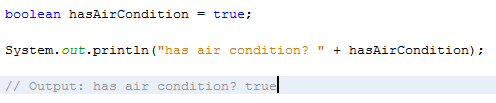 boolean hasAirCondition = true;
System.out.println("has air condition? " + hasAirCondition);
// Output: has air condition? true